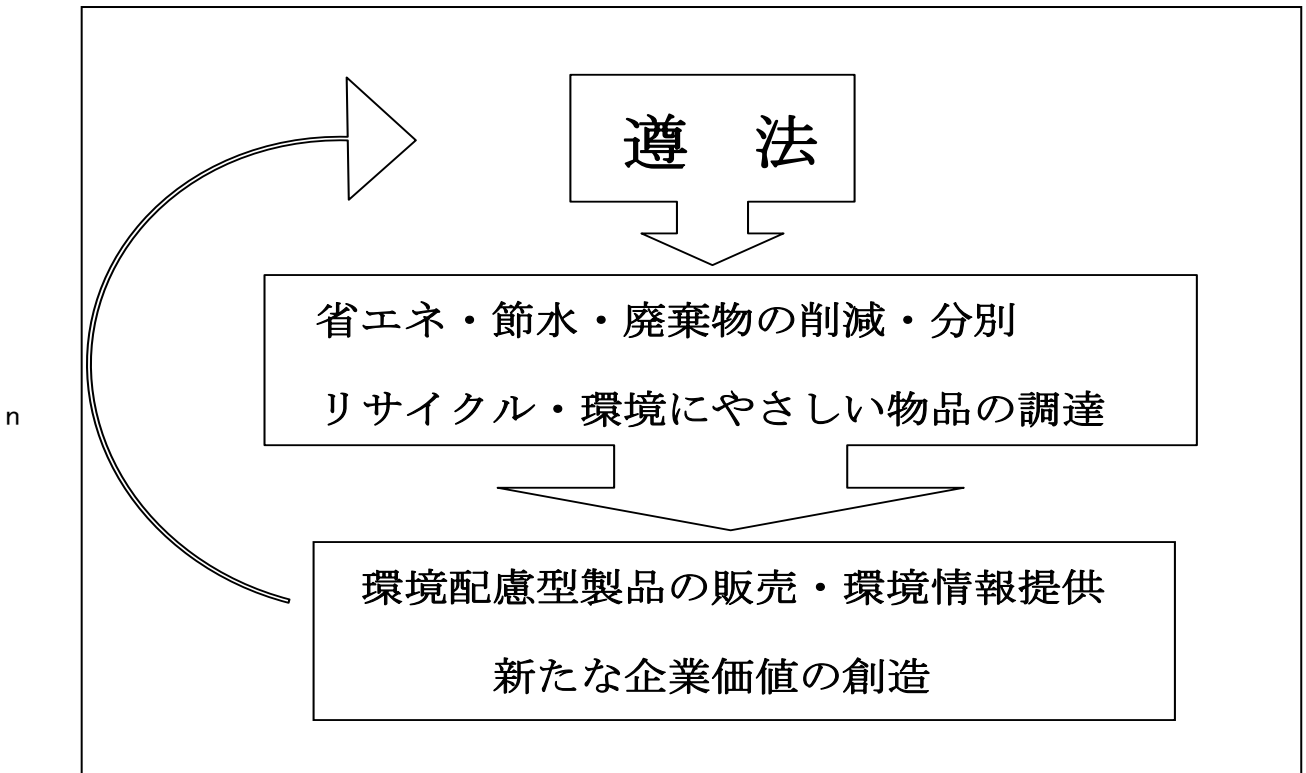 遵　法
省エネ・節水・廃棄物の削減・分別
リサイクル・環境にやさしい物品の調達
n
環境配慮型製品の販売・環境情報提供
新たな企業価値の創造